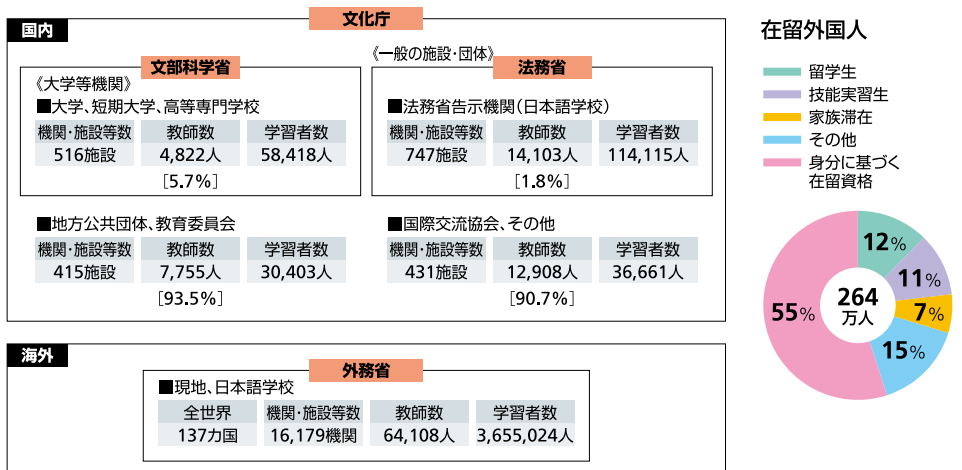 文化庁
国内
文部科学省
《大学等機関》
■大学、短期大学、高等専門学校
機関・施設等数 教師数 学習者数
516施設 4,822人 58,418人
[5.7%]
《一般の施設・団体》
法務省
■法務省告示機関(日本語学校)
機関・施設等数 教師数 学習者数
747施設 14,103人 114,115人
[1.8%]
■地方公共団体、教育委員会
機関・施設等数 教師数 学習者数
415施設 7,755人 30,403人
[93.5%]
■国際交流協会、その他
機関・施設等数 教師数 学習者数
431施設 12,908人 36,661人
[90.7%]
海外
外務省
■現地、日本語学校
全世界 機関・施設等数 教師数 学習者数
137カ国 16,179機関 64,108人 3,655,024人
在留外国人
留学生
技能実習生
家族滞在
その他
身分に基づく
在留資格
12%
11%
7%
15%
55%
264
万人